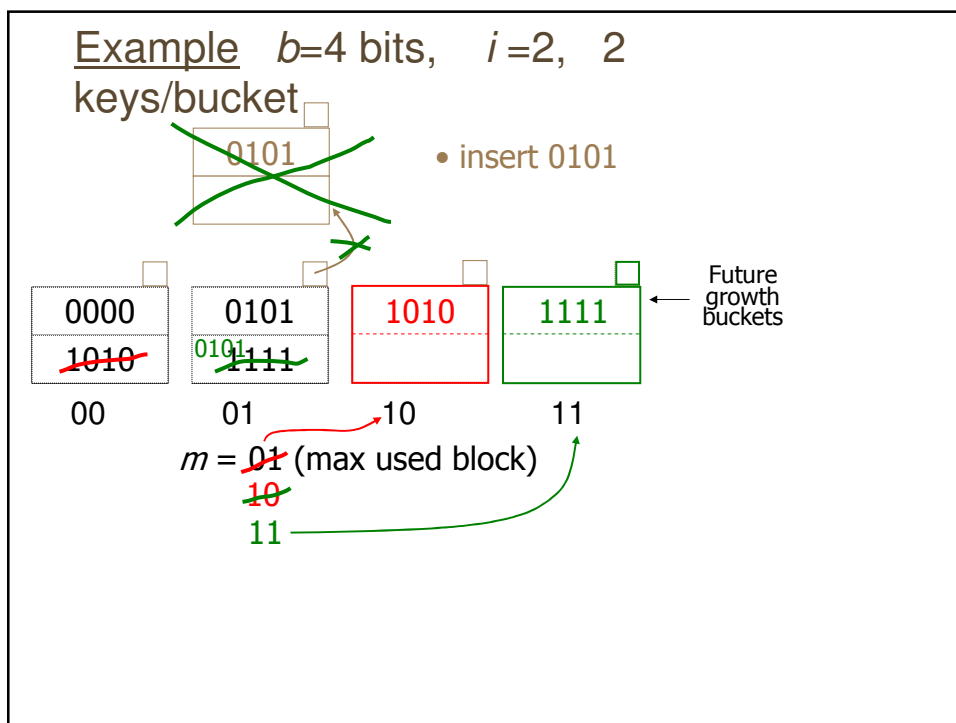 Example b=4 bits, i =2, 2
keys/bucket
0101
• insert 0101
0000 0101 1010 1111
Future
growth
buckets
1010 0101 1111
00 01 10 11
m = 01 (max used block)
10
11